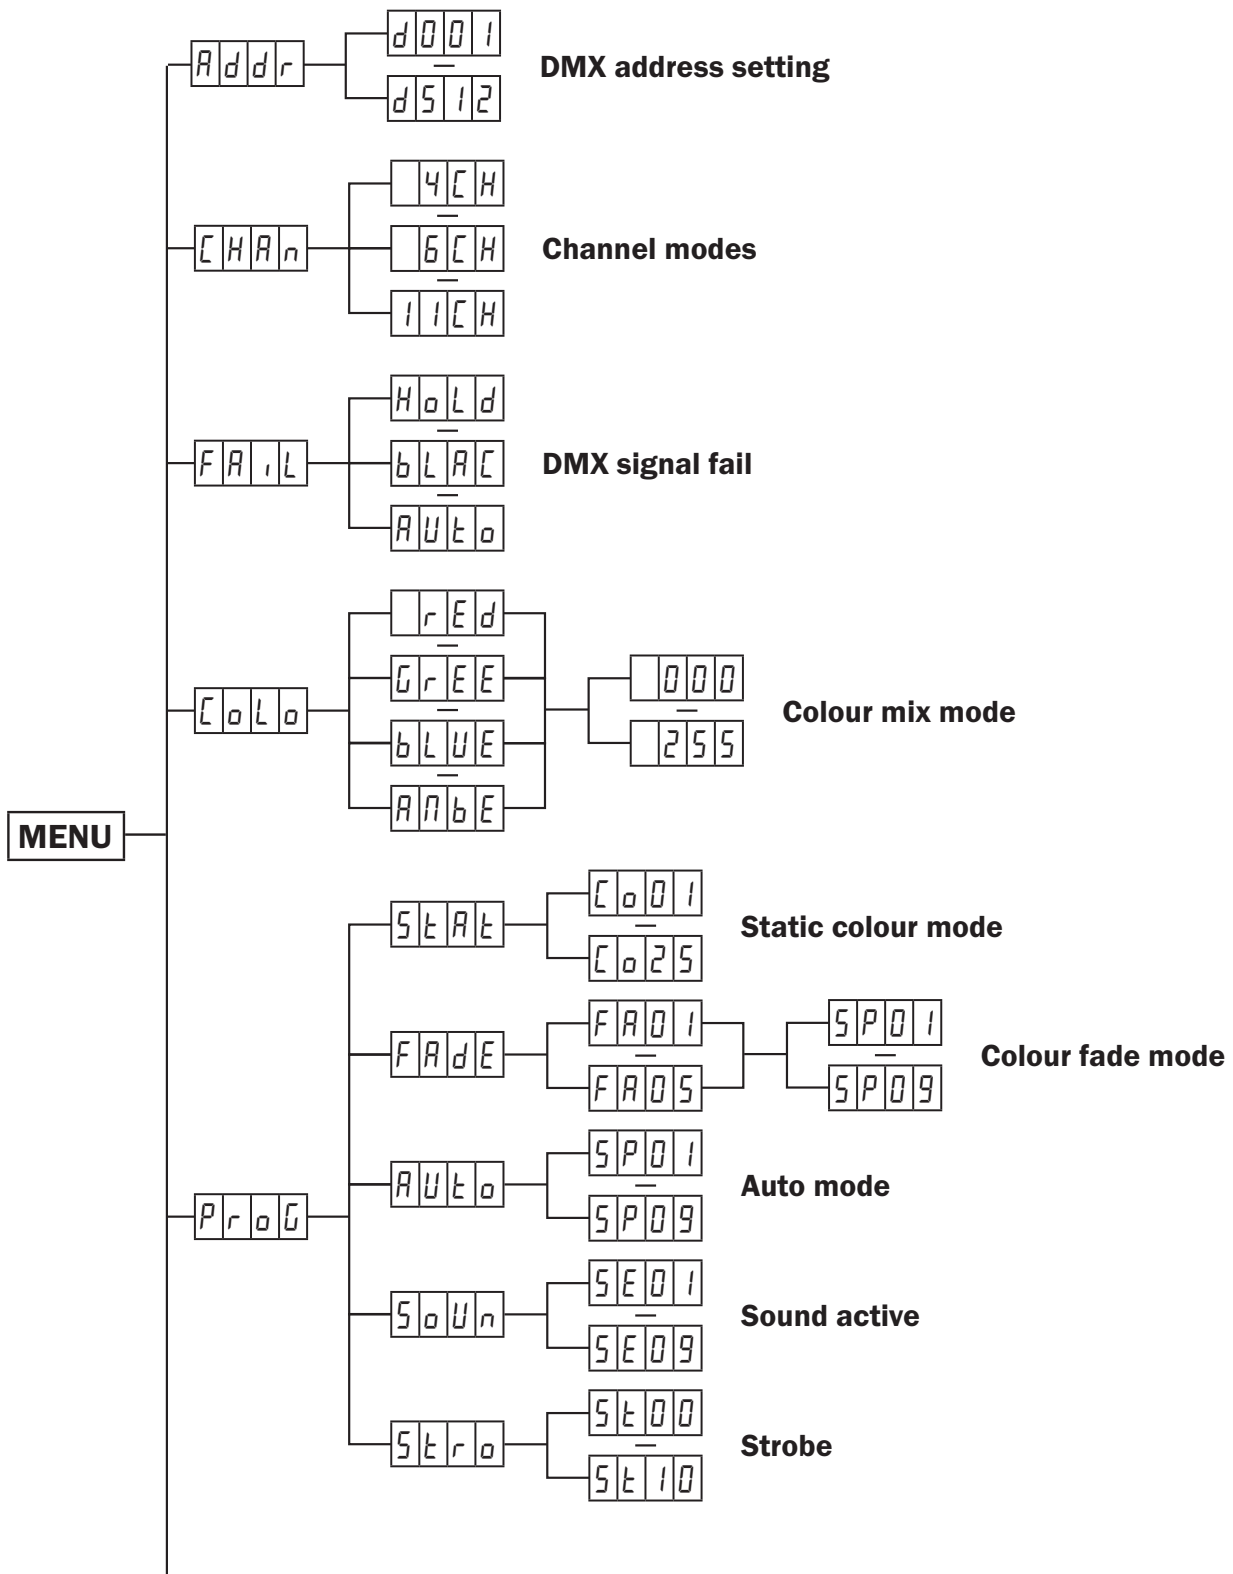 Addr
d001
d512
DMX address setting
CHAn
4CH
6CH
11CH
Channel modes
FAiL
HoLd
bLAC
AUto
DMX signal fail
CoLo
rEd
GrEE
bLUE
AMbE
000
255
Colour mix mode
MENU
ProG
StAt
Co01
Co25
Static colour mode
FAdE
FA01
FA05
SP01
SP09
Colour fade mode
AUto
SP01
SP09
Auto mode
SoUn
SE01
SE09
Sound active
Stro
St00
St10
Strobe